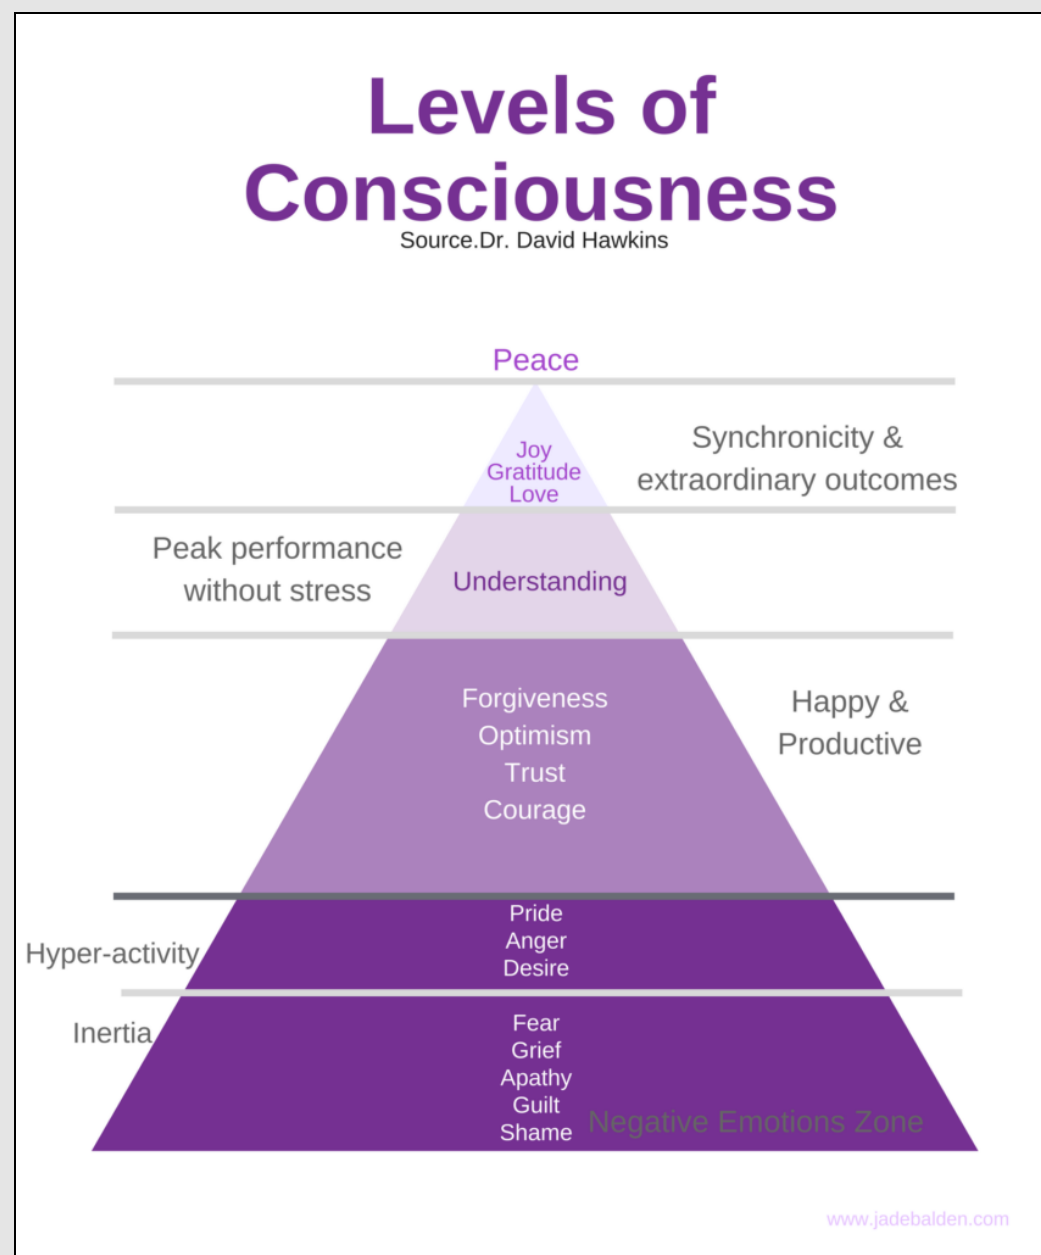 Levels of
Consciousness
Source.Dr. David Hawkins
Peace
Joy
Gratitude
Love
Synchronicity &
extraordinary outcomes
Peak performance
without stress
Understanding
Forgiveness
Optimism
Trust
Courage
Happy &
Productive
Pride
Anger
Desire
Hyper-activity
Inertia
Fear
Grief
Apathy
Guilt
Shame
Negative Emotions Zone
www.jadebalden.com